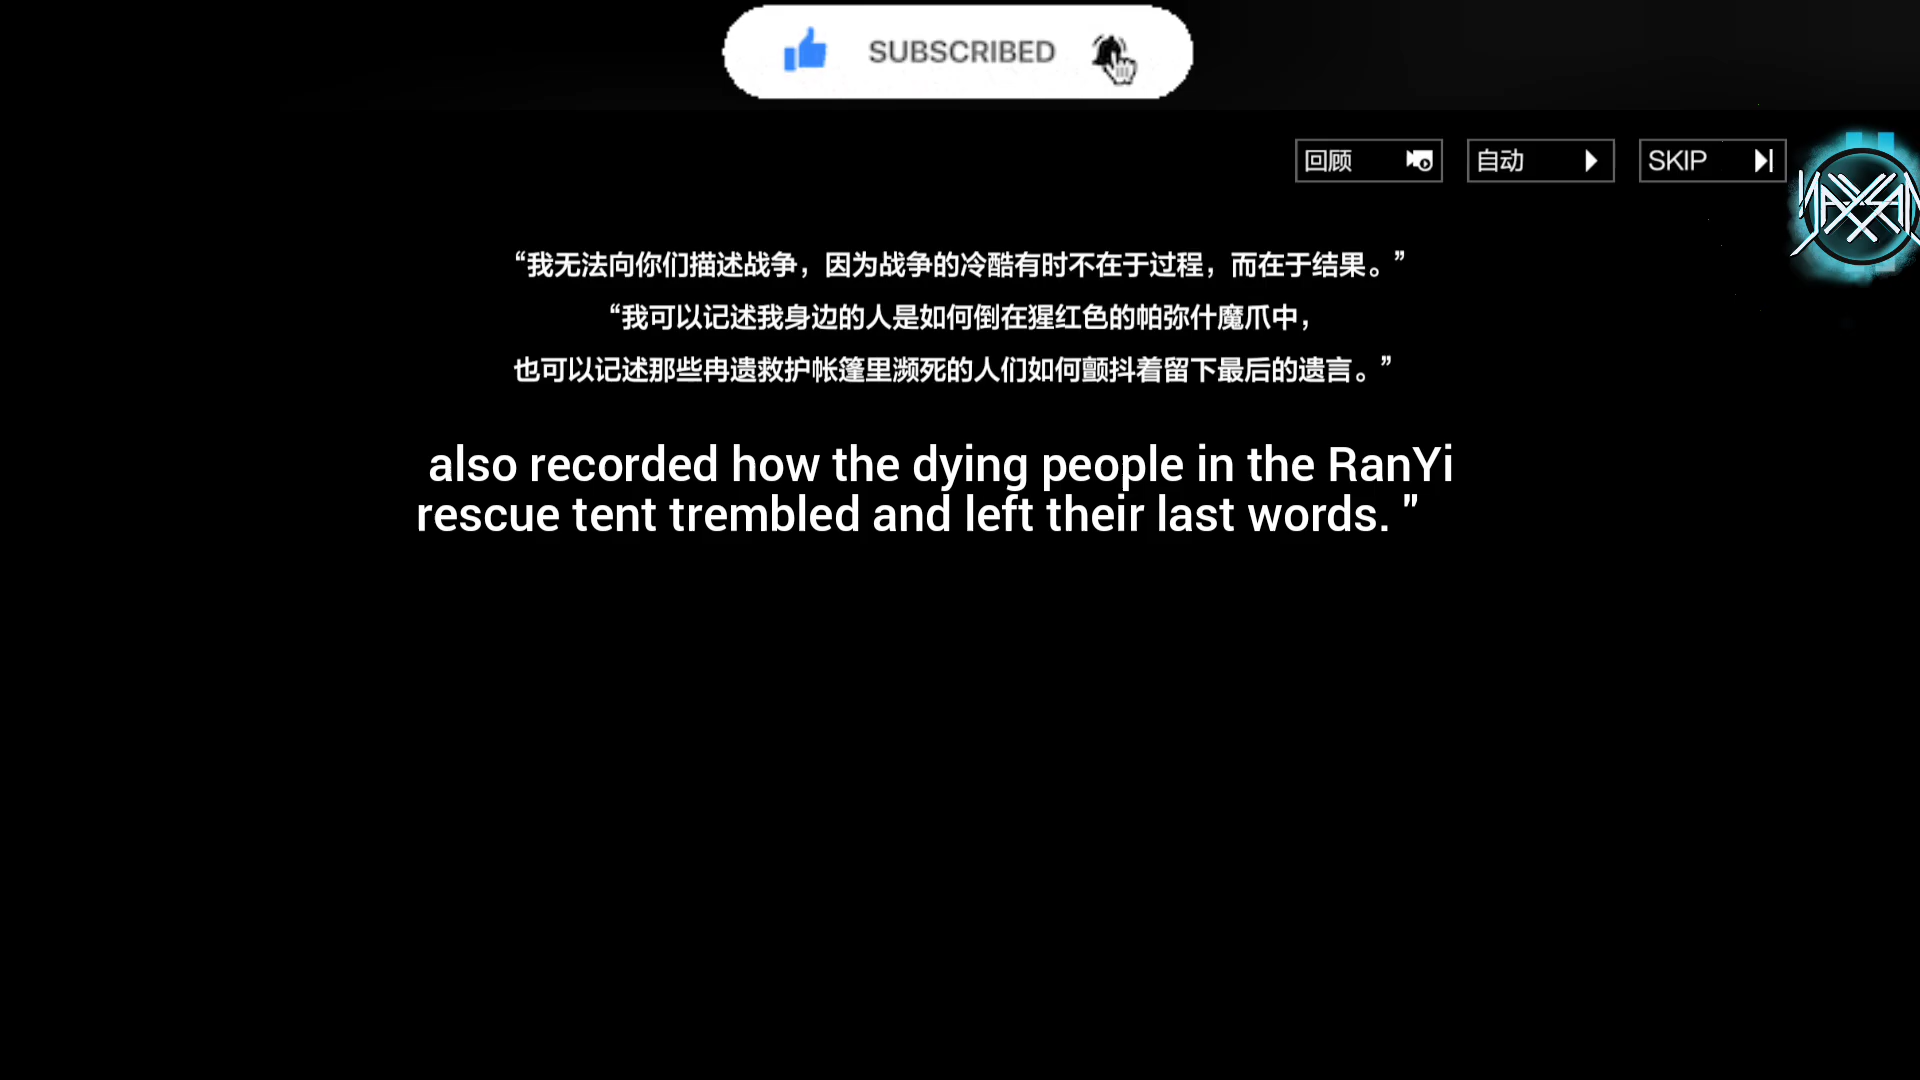 SUBSCRIBED
回顾
自动
SKIP
“我无法向你们描述战争，因为战争的冷酷有时不在于过程，而在于结果。”
“我可以记述我身边的人是如何倒在猩红色的帕弥什魔爪中，
也可以记述那些冉遗救护帐篷里濒死的人们如何颤抖着留下最后的遗言。”
also recorded how the dying people in the RanYi
rescue tent trembled and left their last words. "